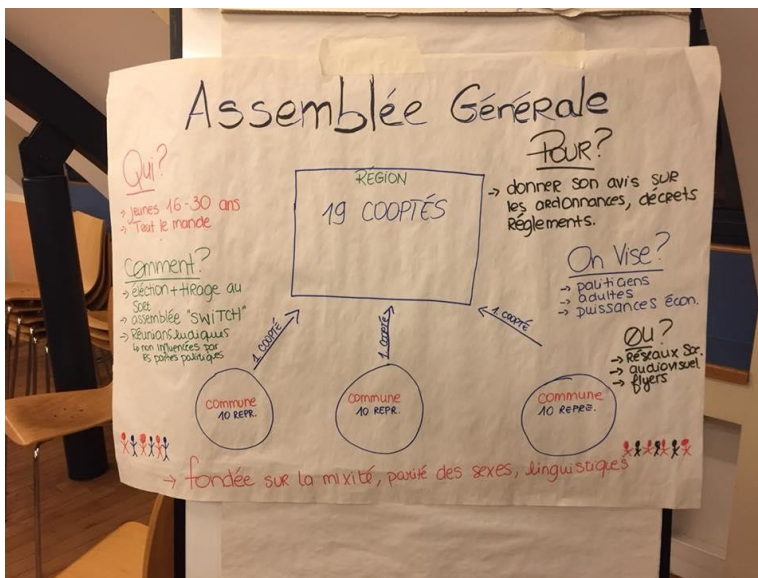 Assemblée Générale
Qui?
→ jeunes 16-30 ans
→ Tout le monde
Comment?
→ élection + tirage au
sort
→ assemblée "SWITCH"
→ Réunions ludiques
↳ non influencées par
les partis politiques
RÉGION
19 COOPTÉS
POUR?
→ donner son avis sur
les ordonnances, décrets
Réglements.
On Vise?
→ politiciens
→ adultes
→ puissances écon.
OU?
→ Réseaux Soc.
→ audiovisuel
→ flyers
1 COOPTÉ
1 COOPTÉ
1 COOPTÉ
commune
10 REPR.
commune
10 REPR.
commune
10 REPRE.
→ fondée sur la mixité, parité des sexes, linguistiques